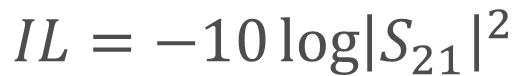 IL = −10 log|S₂₁|²